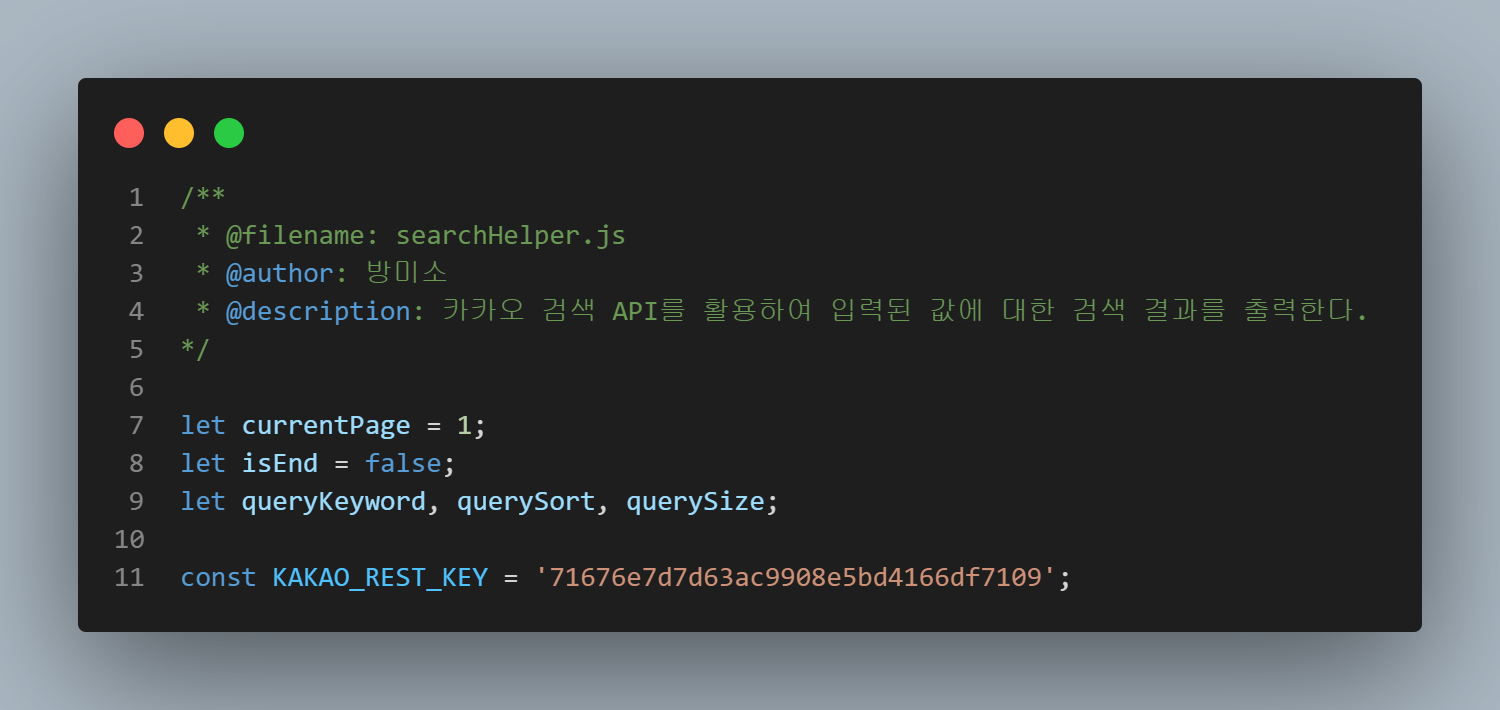 1 /**
2 * @filename: searchHelper.js
3 * @author: 방미소
4 * @description: 카카오 검색 API를 활용하여 입력된 값에 대한 검색 결과를 출력한다.
5 */
6
7 let currentPage = 1;
8 let isEnd = false;
9 let queryKeyword, querySort, querySize;
10
11 const KAKAO_REST_KEY = '71676e7d7d63ac9908e5bd4166df7109';